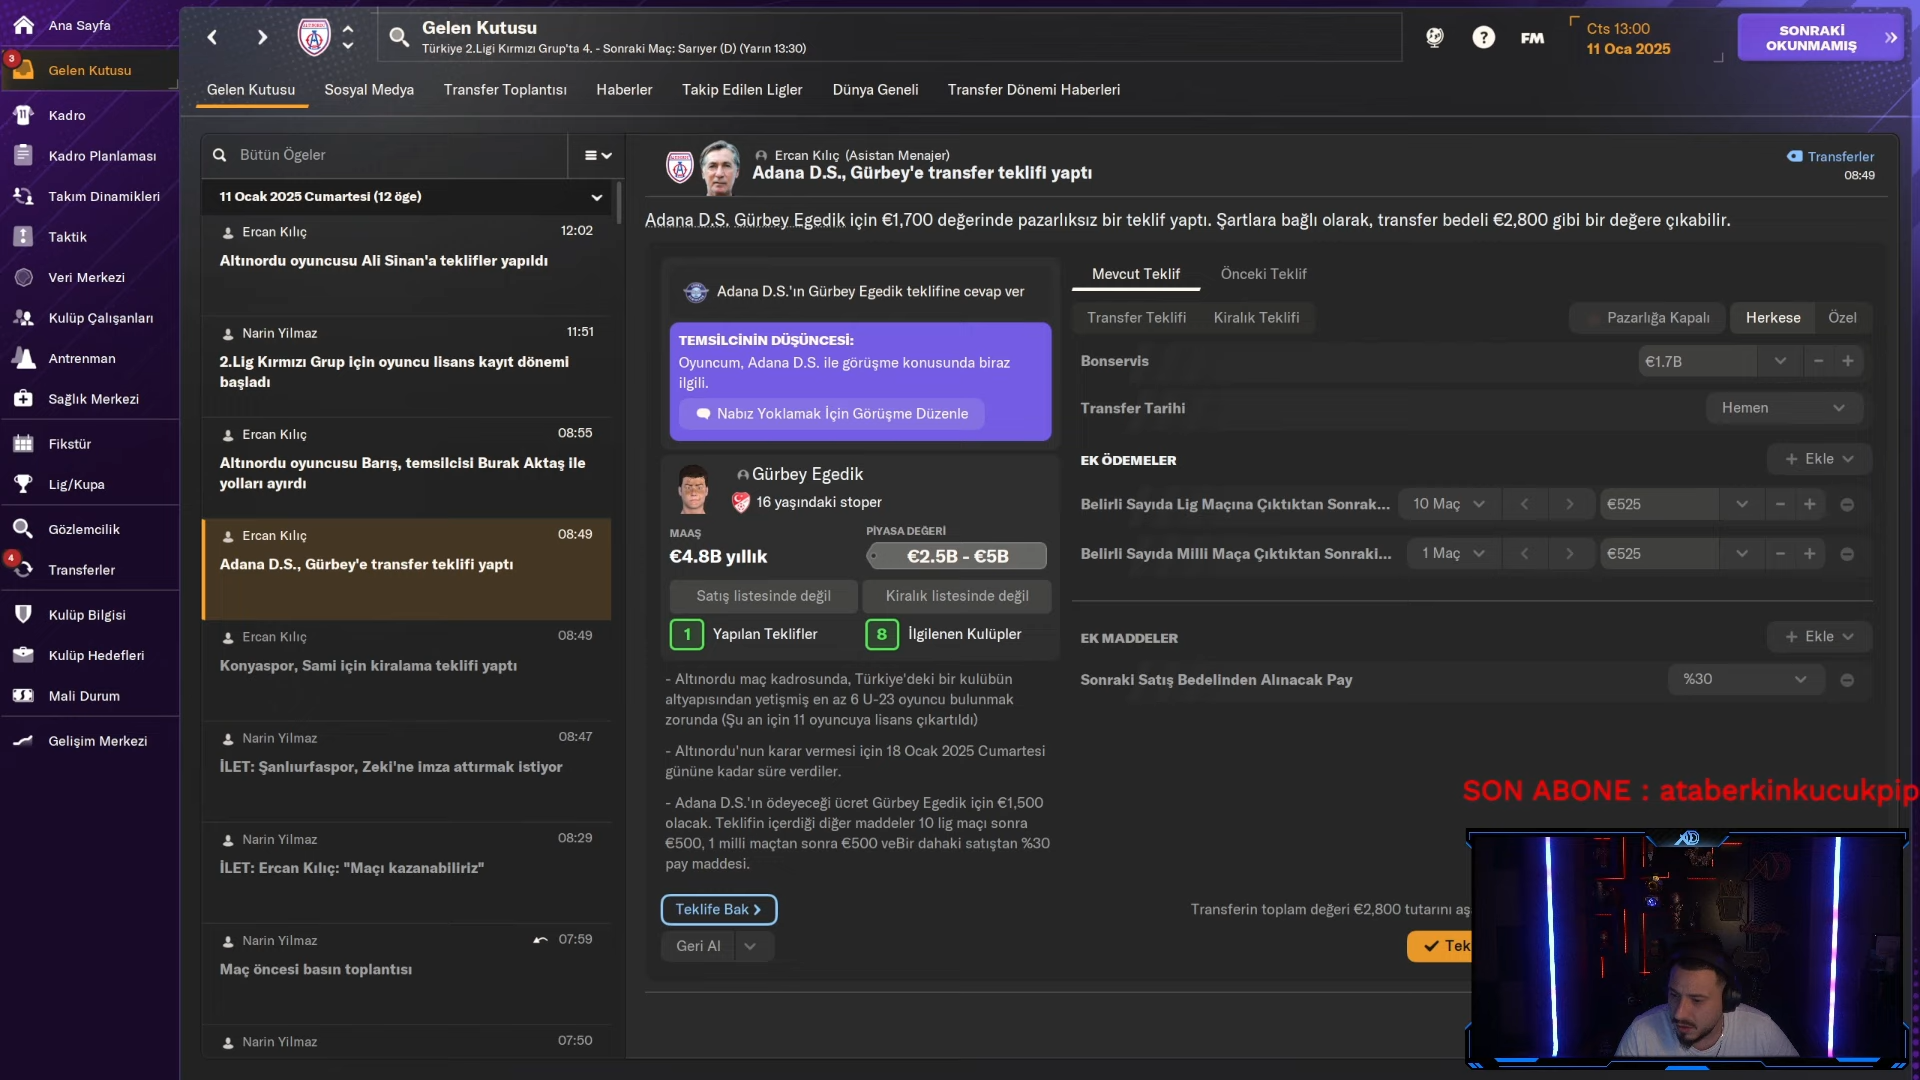 Ana Sayfa
3
Gelen Kutusu
Kadro
Kadro Planlaması
Takım Dinamikleri
Taktik
Veri Merkezi
Kulüp Çalışanları
Antrenman
Sağlık Merkezi
Fikstür
Lig/Kupa
Gözlemcilik
4
Transferler
Kulüp Bilgisi
Kulüp Hedefleri
Mali Durum
Gelişim Merkezi
Gelen Kutusu
Türkiye 2.Ligi Kırmızı Grup'ta 4. - Sonraki Maç: Sarıyer (D) (Yarın 13:30)
FM
Cts 13:00
11 Oca 2025
SONRAKİ
OKUNMAMIŞ
Gelen Kutusu
Sosyal Medya
Transfer Toplantısı
Haberler
Takip Edilen Ligler
Dünya Geneli
Transfer Dönemi Haberleri
Bütün Ögeler
11 Ocak 2025 Cumartesi (12 öge)
Ercan Kılıç 12:02
Altınordu oyuncusu Ali Sinan'a teklifler yapıldı
Narin Yilmaz 11:51
2.Lig Kırmızı Grup için oyuncu lisans kayıt dönemi
başladı
Ercan Kılıç 08:55
Altınordu oyuncusu Barış, temsilcisi Burak Aktaş ile
yolları ayırdı
Ercan Kılıç 08:49
Adana D.S., Gürbey'e transfer teklifi yaptı
Ercan Kılıç 08:49
Konyaspor, Sami için kiralama teklifi yaptı
Narin Yilmaz 08:47
İLET: Şanlıurfaspor, Zeki'ne imza attırmak istiyor
Narin Yilmaz 08:29
İLET: Ercan Kılıç: "Maçı kazanabiliriz"
Narin Yilmaz 07:59
Maç öncesi basın toplantısı
Narin Yilmaz 07:50
Ercan Kılıç (Asistan Menajer)
Adana D.S., Gürbey'e transfer teklifi yaptı
Transferler
08:49
Adana D.S. Gürbey Egedik için €1,700 değerinde pazarlıksız bir teklif yaptı. Şartlara bağlı olarak, transfer bedeli €2,800 gibi bir değere çıkabilir.
Adana D.S.'ın Gürbey Egedik teklifine cevap ver
TEMSİLCİNİN DÜŞÜNCESİ:
Oyuncum, Adana D.S. ile görüşme konusunda biraz
ilgili.
Nabız Yoklamak İçin Görüşme Düzenle
Gürbey Egedik
16 yaşındaki stoper
MAAŞ
€4.8B yıllık
PİYASA DEĞERİ
€2.5B - €5B
Satış listesinde değil
Kiralık listesinde değil
1 Yapılan Teklifler
8 İlgilenen Kulüpler
- Altınordu maç kadrosunda, Türkiye'deki bir kulübün
altyapısından yetişmiş en az 6 U-23 oyuncu bulunmak
zorunda (Şu an için 11 oyuncuya lisans çıkartıldı)
- Altınordu'nun karar vermesi için 18 Ocak 2025 Cumartesi
gününe kadar süre verdiler.
- Adana D.S.'ın ödeyeceği ücret Gürbey Egedik için €1,500
olacak. Teklifin içerdiği diğer maddeler 10 lig maçı sonra
€500, 1 milli maçtan sonra €500 veBir dahaki satıştan %30
pay maddesi.
Teklife Bak
Geri Al
Mevcut Teklif
Önceki Teklif
Transfer Teklifi
Kiralık Teklifi
Pazarlığa Kapalı
Herkese
Özel
Bonservis €1.7B
Transfer Tarihi Hemen
EK ÖDEMELER
+ Ekle
Belirli Sayıda Lig Maçına Çıktıktan Sonrak... 10 Maç €525
Belirli Sayıda Milli Maça Çıktıktan Sonraki... 1 Maç €525
EK MADDELER
+ Ekle
Sonraki Satış Bedelinden Alınacak Pay %30
Transferin toplam değeri €2,800 tutarını aş
Tek
SON ABONE : ataberkinkucukpip